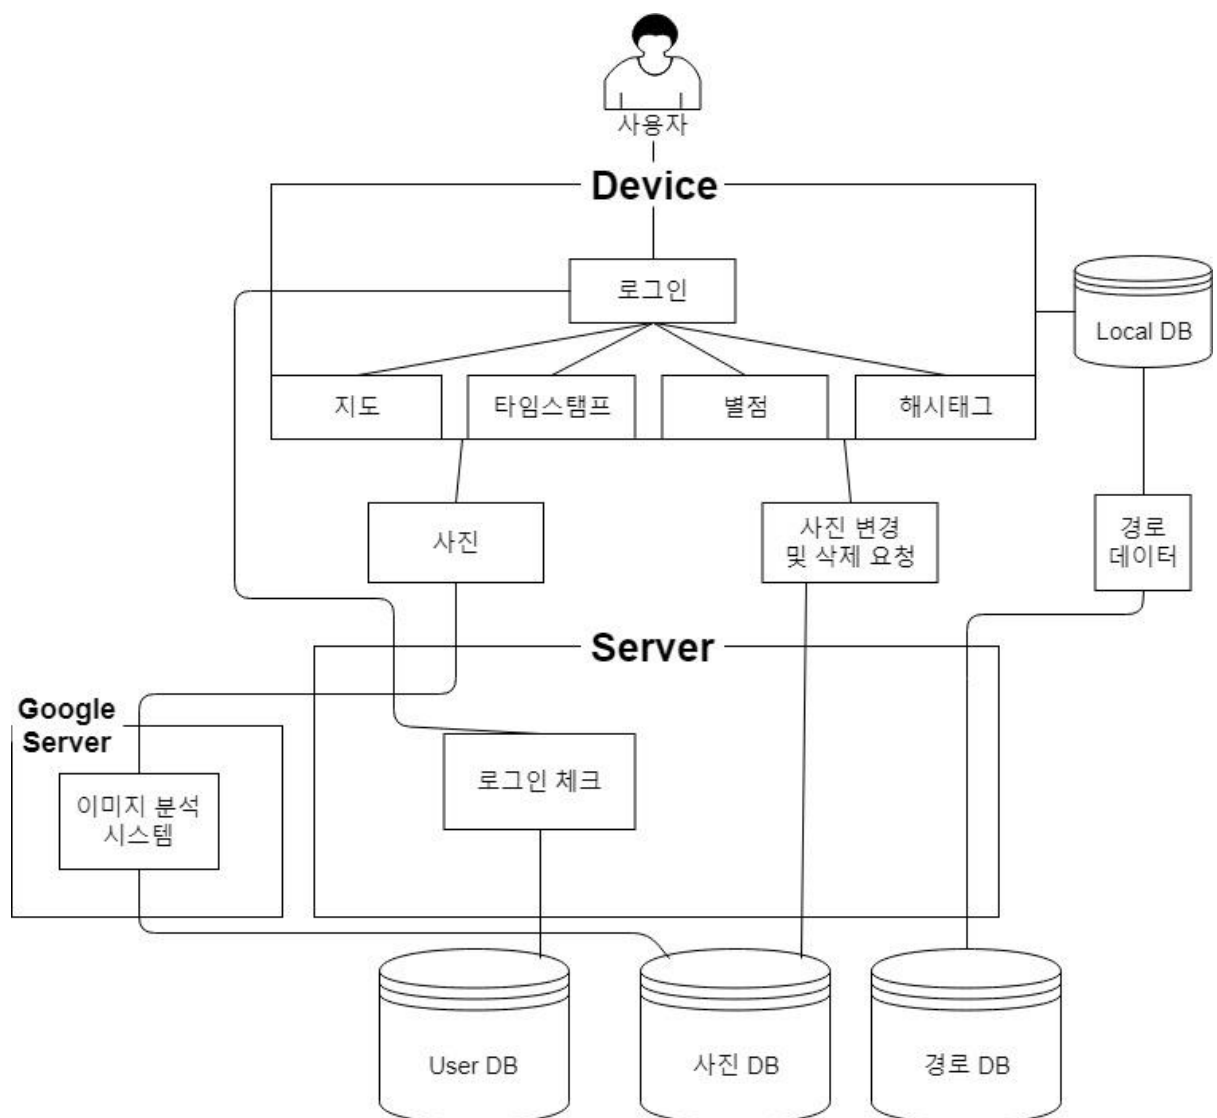 사용자
Device
로그인
Local DB
지도
타임스탬프
별점
해시태그
사진
사진 변경
및 삭제 요청
경로
데이터
Server
Google
Server
로그인 체크
이미지 분석
시스템
User DB
사진 DB
경로 DB